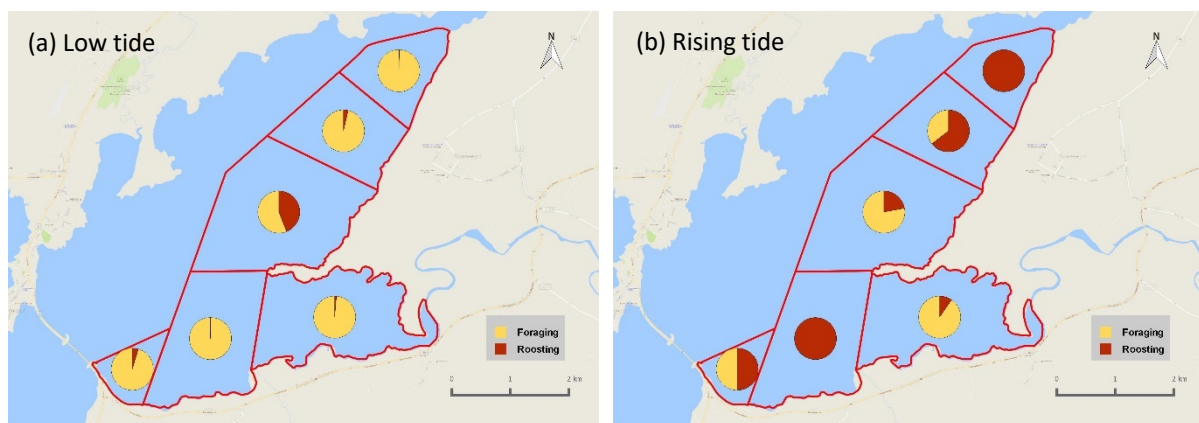 (a) Low tide
N
Foraging
Roosting
0 1 2 km
(b) Rising tide
N
Foraging
Roosting
0 1 2 km